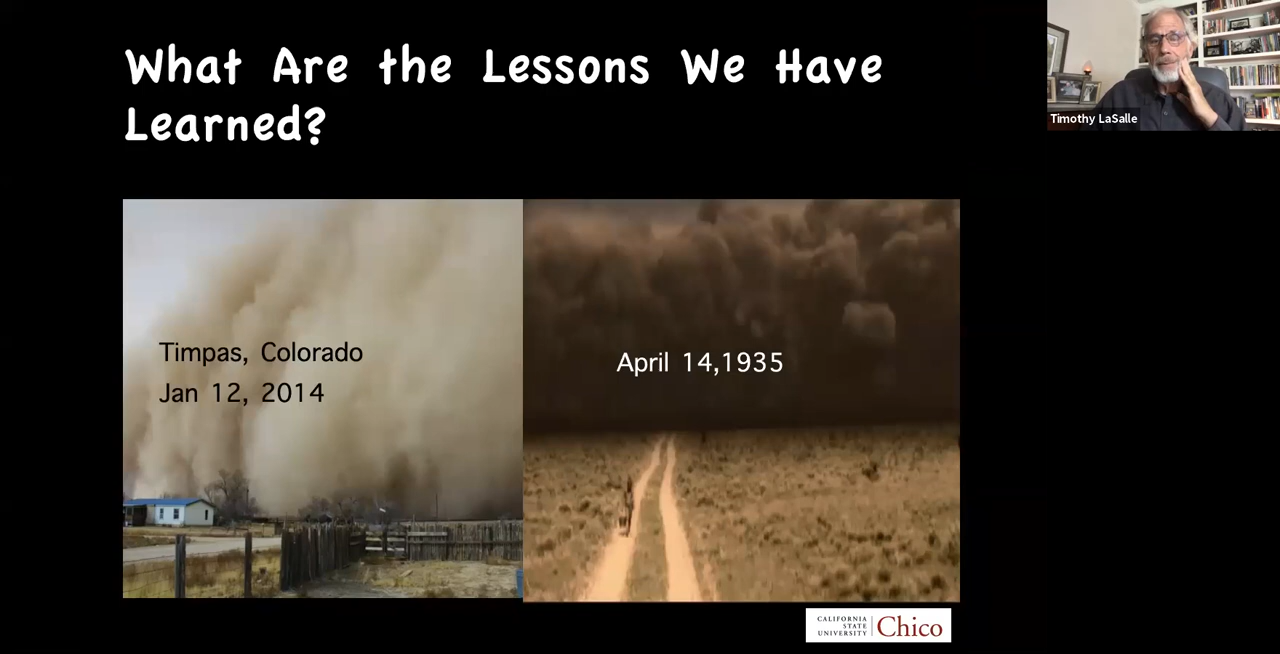 What Are the Lessons We Have
Learned?
Timothy LaSalle
Timpas, Colorado
Jan 12, 2014
April 14,1935
CALIFORNIA
STATE
UNIVERSITY
Chico